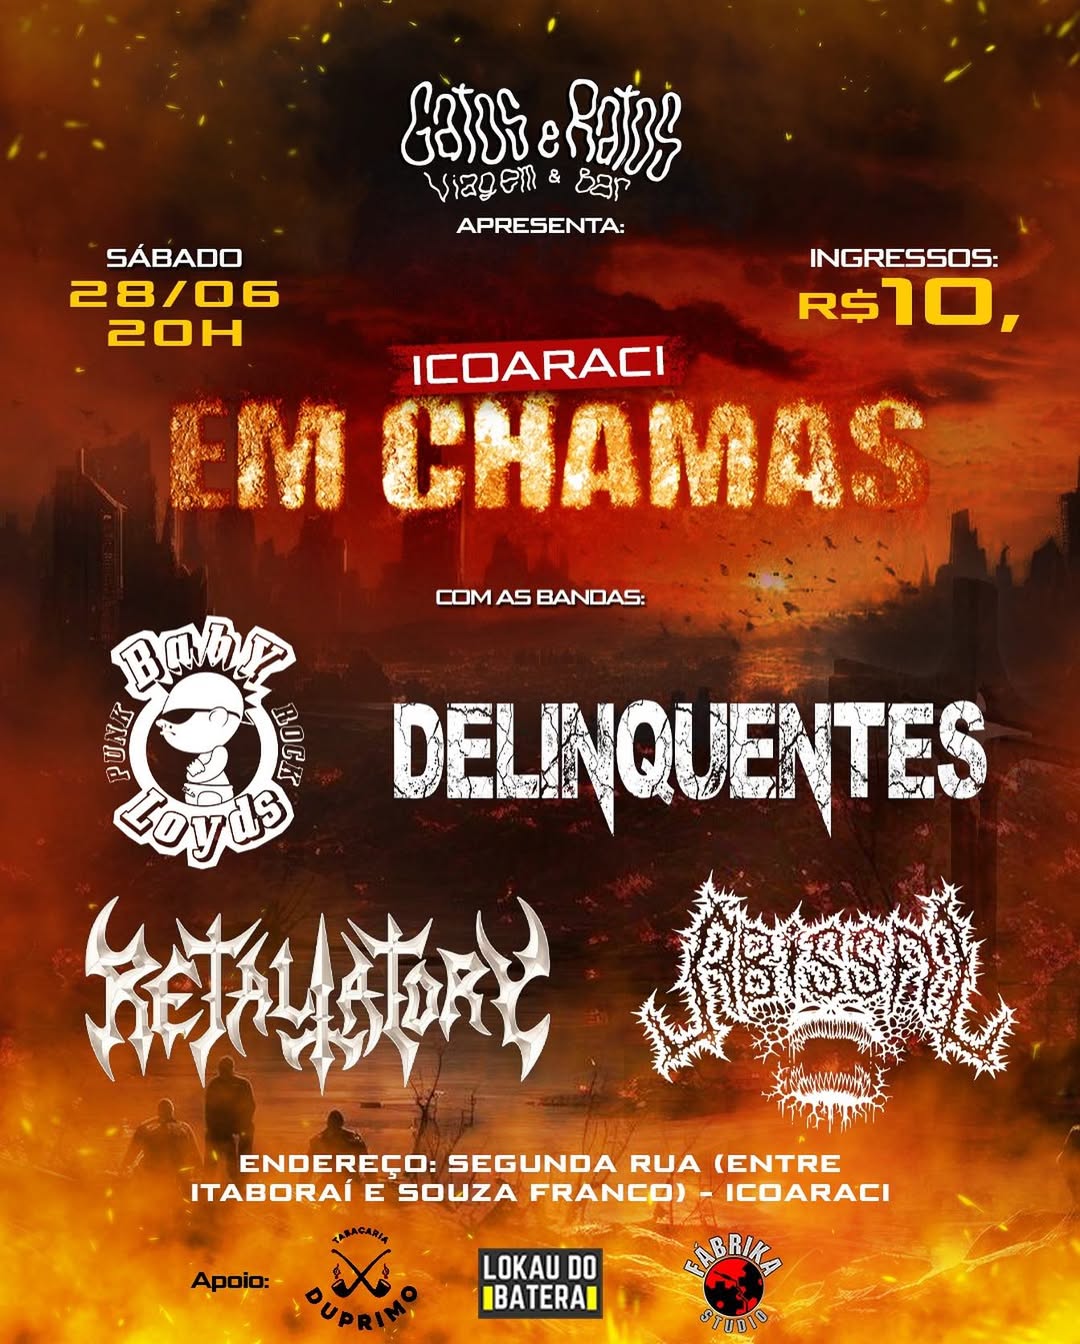 Gatos e Ratos
Viagem & Bar
APRESENTA:
SÁBADO
28/06
20H
INGRESSOS:
R$10,
ICOARACI
EM CHAMAS
COM AS BANDAS:
Baby
PUNK ROCK
Loyds
DELINQUENTES
RETALIATORY
ABISSAL
ENDEREÇO: SEGUNDA RUA (ENTRE
ITABORAÍ E SOUZA FRANCO) - ICOARACI
Apoio:
TABACARIA
DUPRIMO
LOKAU DO
BATERA
FÁBRIKA
STUDIO